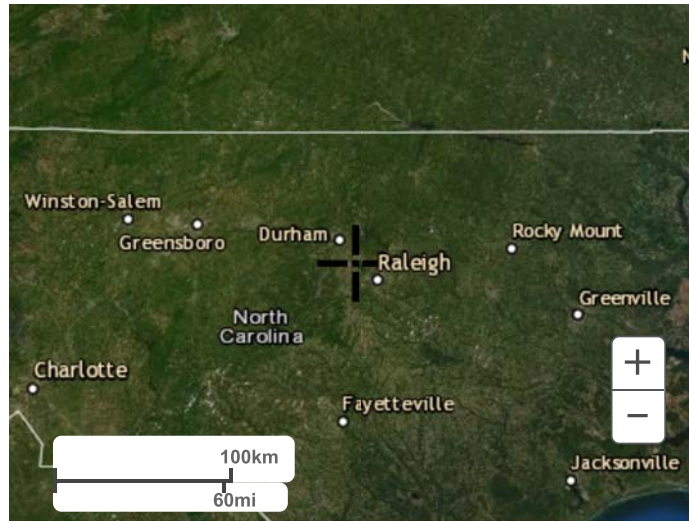 N
Winston-Salem
Greensboro
Durham
Raleigh
Rocky Mount
Greenville
North
Carolina
Charlotte
Fayetteville
Jacksonville
100km
60mi
+
−